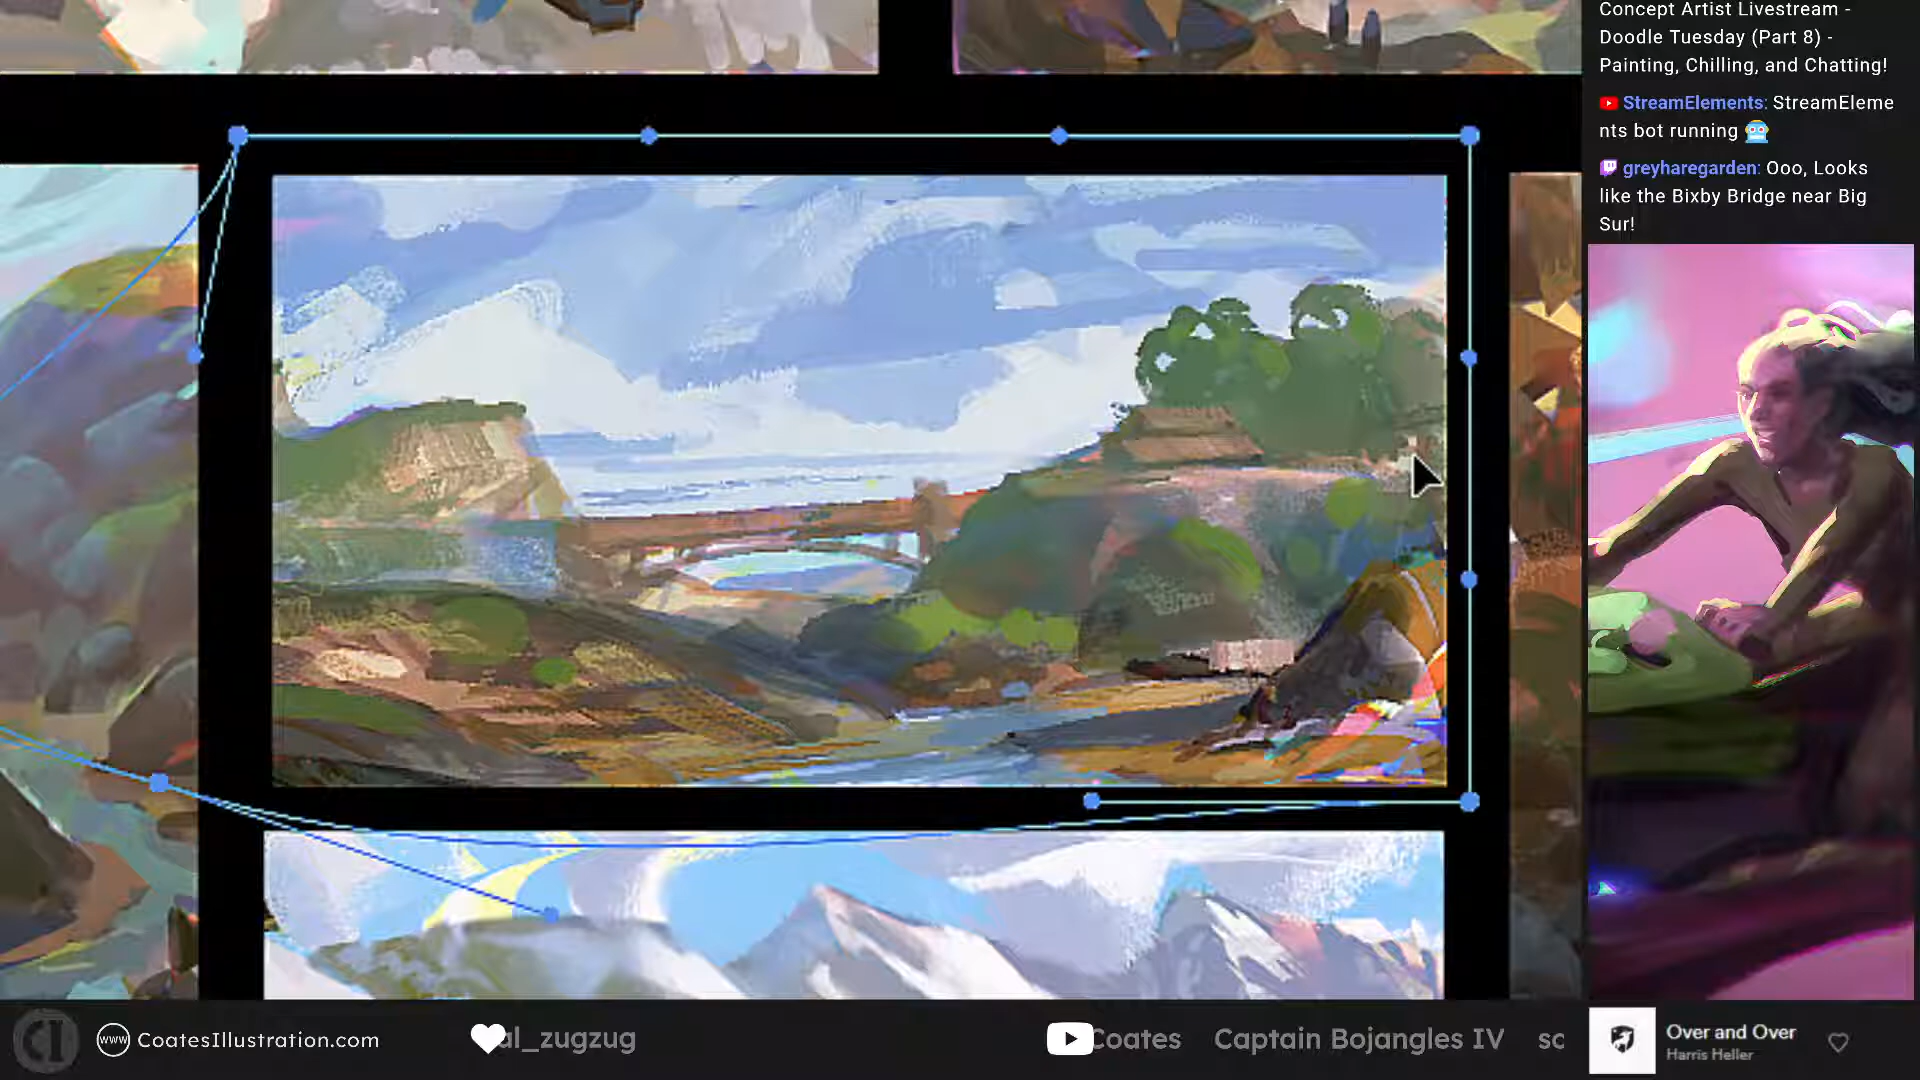 Concept Artist Livestream -
Doodle Tuesday (Part 8) -
Painting, Chilling, and Chatting!
StreamElements: StreamEleme
nts bot running
greyharegarden: Ooo, Looks
like the Bixby Bridge near Big
Sur!
www CoatesIllustration.com
al_zugzug
Coates Captain Bojangles IV sc
Over and Over
Harris Heller